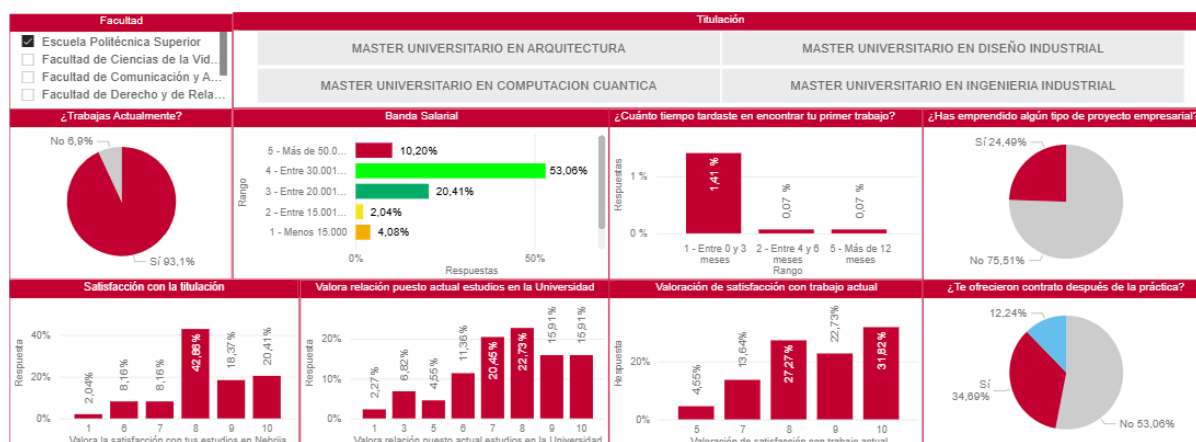 Facultad
Escuela Politécnica Superior
Facultad de Ciencias de la Vid...
Facultad de Comunicación y A...
Facultad de Derecho y de Rela...
Titulación
MASTER UNIVERSITARIO EN ARQUITECTURA
MASTER UNIVERSITARIO EN DISEÑO INDUSTRIAL
MASTER UNIVERSITARIO EN COMPUTACION CUANTICA
MASTER UNIVERSITARIO EN INGENIERIA INDUSTRIAL
¿Trabajas Actualmente?
No 6,9%
Sí 93,1%
Banda Salarial
Rango
5 - Más de 50.0...
10,20%
4 - Entre 30.001...
53,06%
3 - Entre 20.001...
20,41%
2 - Entre 15.001...
2,04%
1 - Menos 15.000
4,08%
0%
50%
Respuestas
¿Cuánto tiempo tardaste en encontrar tu primer trabajo?
Respuestas
1 %
0 %
1,41 %
0,07 %
0,07 %
1 - Entre 0 y 3
meses
2 - Entre 4 y 6
meses
5 - Más de 12
meses
Rango
¿Has emprendido algún tipo de proyecto empresarial?
Sí 24,49%
No 75,51%
Satisfacción con la titulación
Respuesta
40%
20%
0%
2,04%
8,16%
8,16%
42,86%
18,37%
20,41%
1
6
7
8
9
10
Valora la satisfacción con tus estudios en Nebrija
Valora relación puesto actual estudios en la Universidad
Respuesta
20%
10%
0%
2,27%
6,82%
4,55%
11,36%
20,45%
22,73%
15,91%
15,91%
1
3
5
6
7
8
9
10
Valora relación puesto actual estudios en la Universidad
Valoración de satisfacción con trabajo actual
Respuesta
20%
0%
4,55%
13,64%
27,27%
22,73%
31,82%
5
7
8
9
10
Valoración de satisfacción con trabajo actual
¿Te ofrecieron contrato después de la práctica?
12,24%
Sí
34,69%
No 53,06%